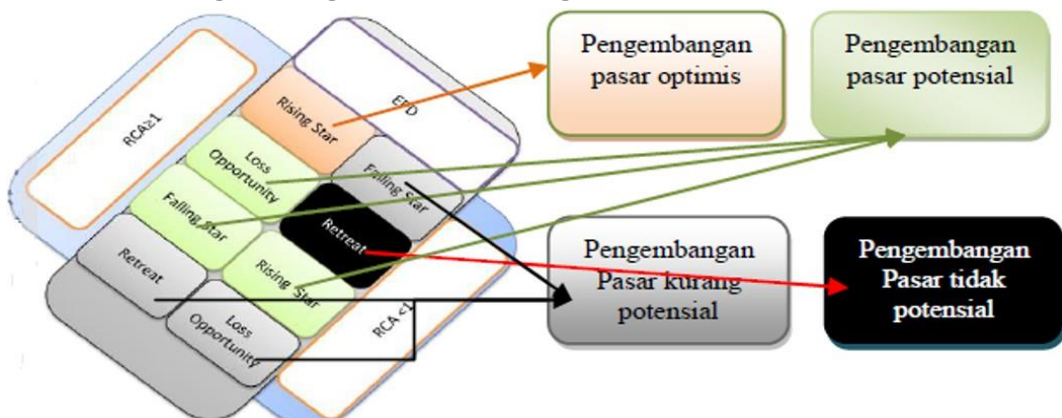 Pengembangan
pasar optimis
Pengembangan
pasar potensial
EPD
RCA≥1
Rising Star
Loss
Opportunity
Falling Star
Falling Star
Retreat
Retreat
Rising Star
Loss
Opportunity
RCA <1
Pengembangan
Pasar kurang
potensial
Pengembangan
Pasar tidak
potensial